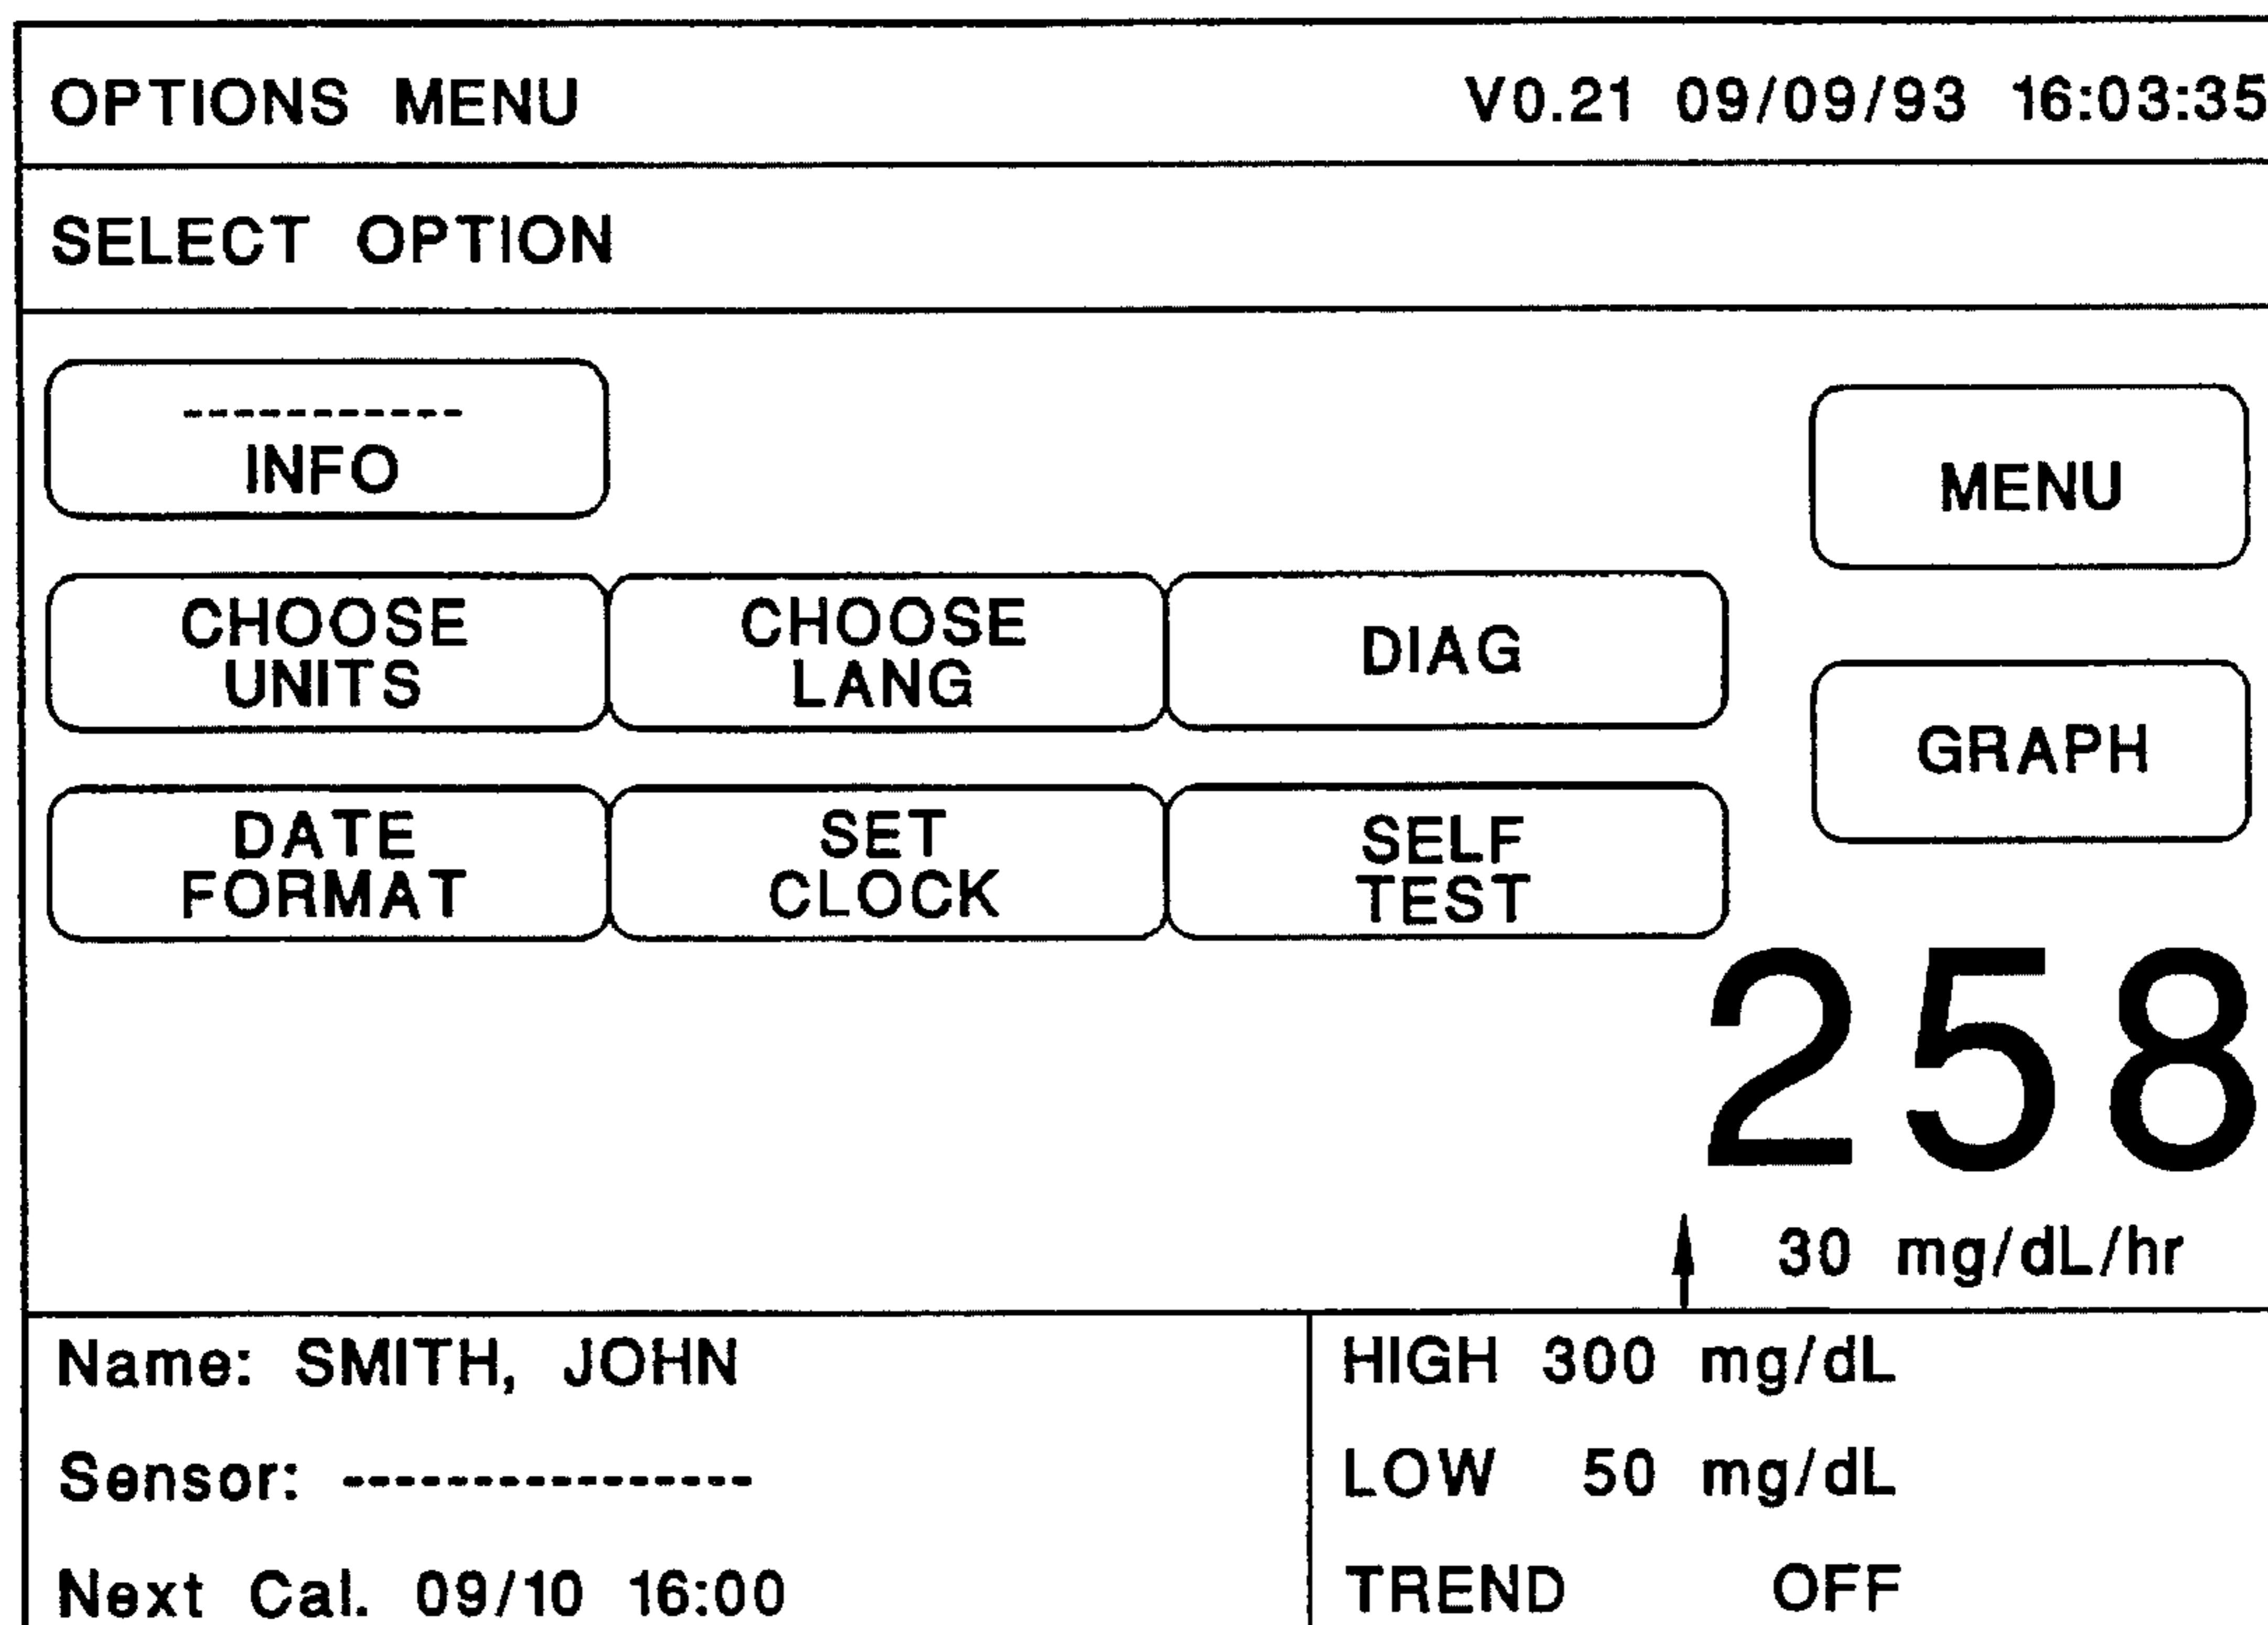 OPTIONS MENU V0.21 09/09/93 16:03:35
SELECT OPTION
-----------
INFO
MENU
CHOOSE
UNITS
CHOOSE
LANG
DIAG
GRAPH
DATE
FORMAT
SET
CLOCK
SELF
TEST
258
30 mg/dL/hr
Name: SMITH, JOHN
Sensor: ----------------
Next Cal. 09/10 16:00
HIGH 300 mg/dL
LOW 50 mg/dL
TREND OFF